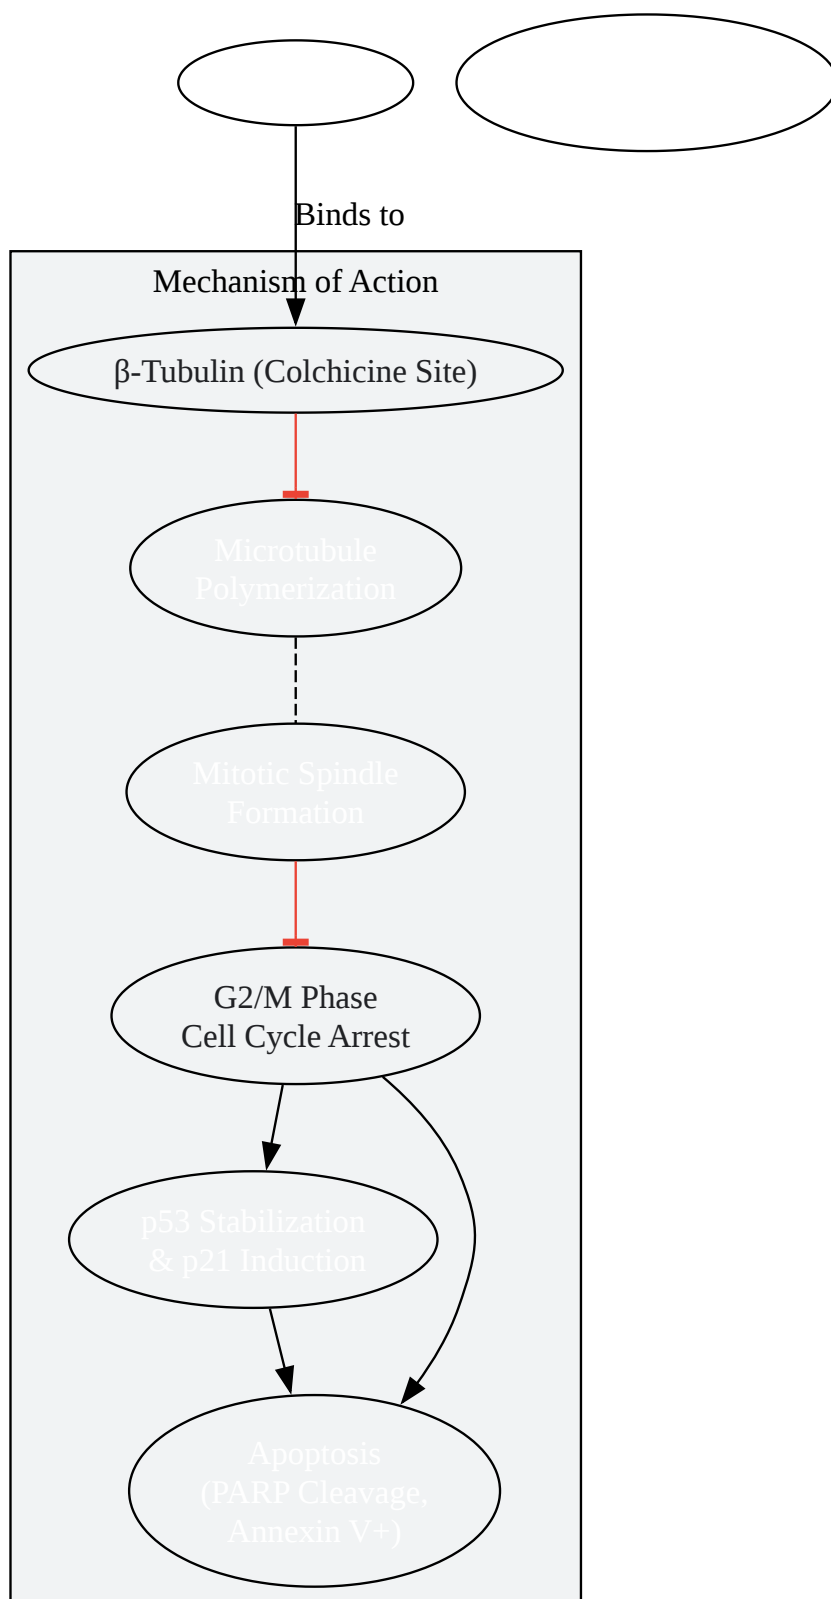 Binds to
Mechanism of Action
β-Tubulin (Colchicine Site)
Microtubule
Polymerization
Mitotic Spindle
Formation
G2/M Phase
Cell Cycle Arrest
p53 Stabilization
& p21 Induction
Apoptosis
(PARP Cleavage,
Annexin V+)